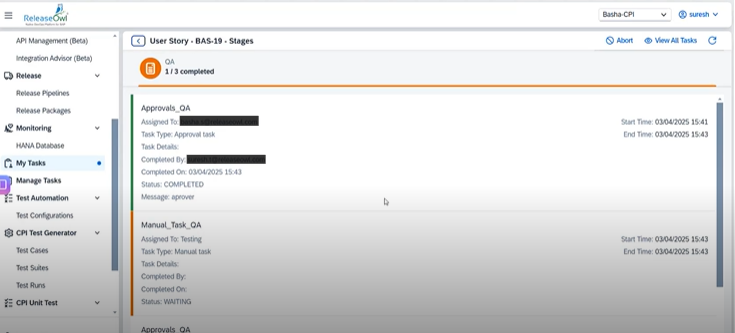 ReleaseOwl
Basha-CPI
suresh
API Management (Beta)
Integration Advisor (Beta)
Release
Release Pipelines
Release Packages
Monitoring
HANA Database
My Tasks
Manage Tasks
Test Automation
Test Configurations
CPI Test Generator
Test Cases
Test Suites
Test Runs
CPI Unit Test
User Story - BAS-19 - Stages
Abort
View All Tasks
QA
1 / 3 completed
Approvals_QA
Assigned To:
Start Time: 03/04/2025 15:41
Task Type: Approval task
End Time: 03/04/2025 15:43
Task Details:
Completed By:
Completed On: 03/04/2025 15:43
Status: COMPLETED
Message: aprover
Manual_Task_QA
Assigned To: Testing
Start Time: 03/04/2025 15:43
Task Type: Manual task
End Time: 03/04/2025 15:43
Task Details:
Completed By:
Completed On:
Status: WAITING
Approvals_QA